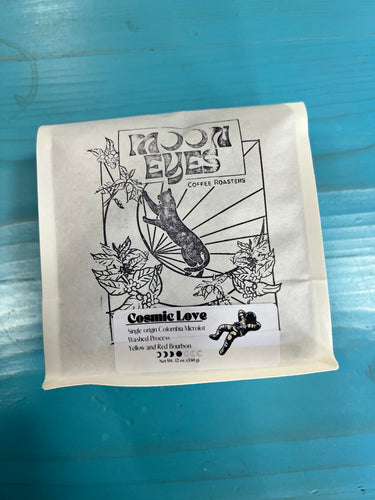 MOON
EYES
COFFEE ROASTERS
Cosmic Love
Single origin Colombia Microlot
Washed Process
Yellow and Red Bourbon
Net Wt. 12 oz. (340 g)